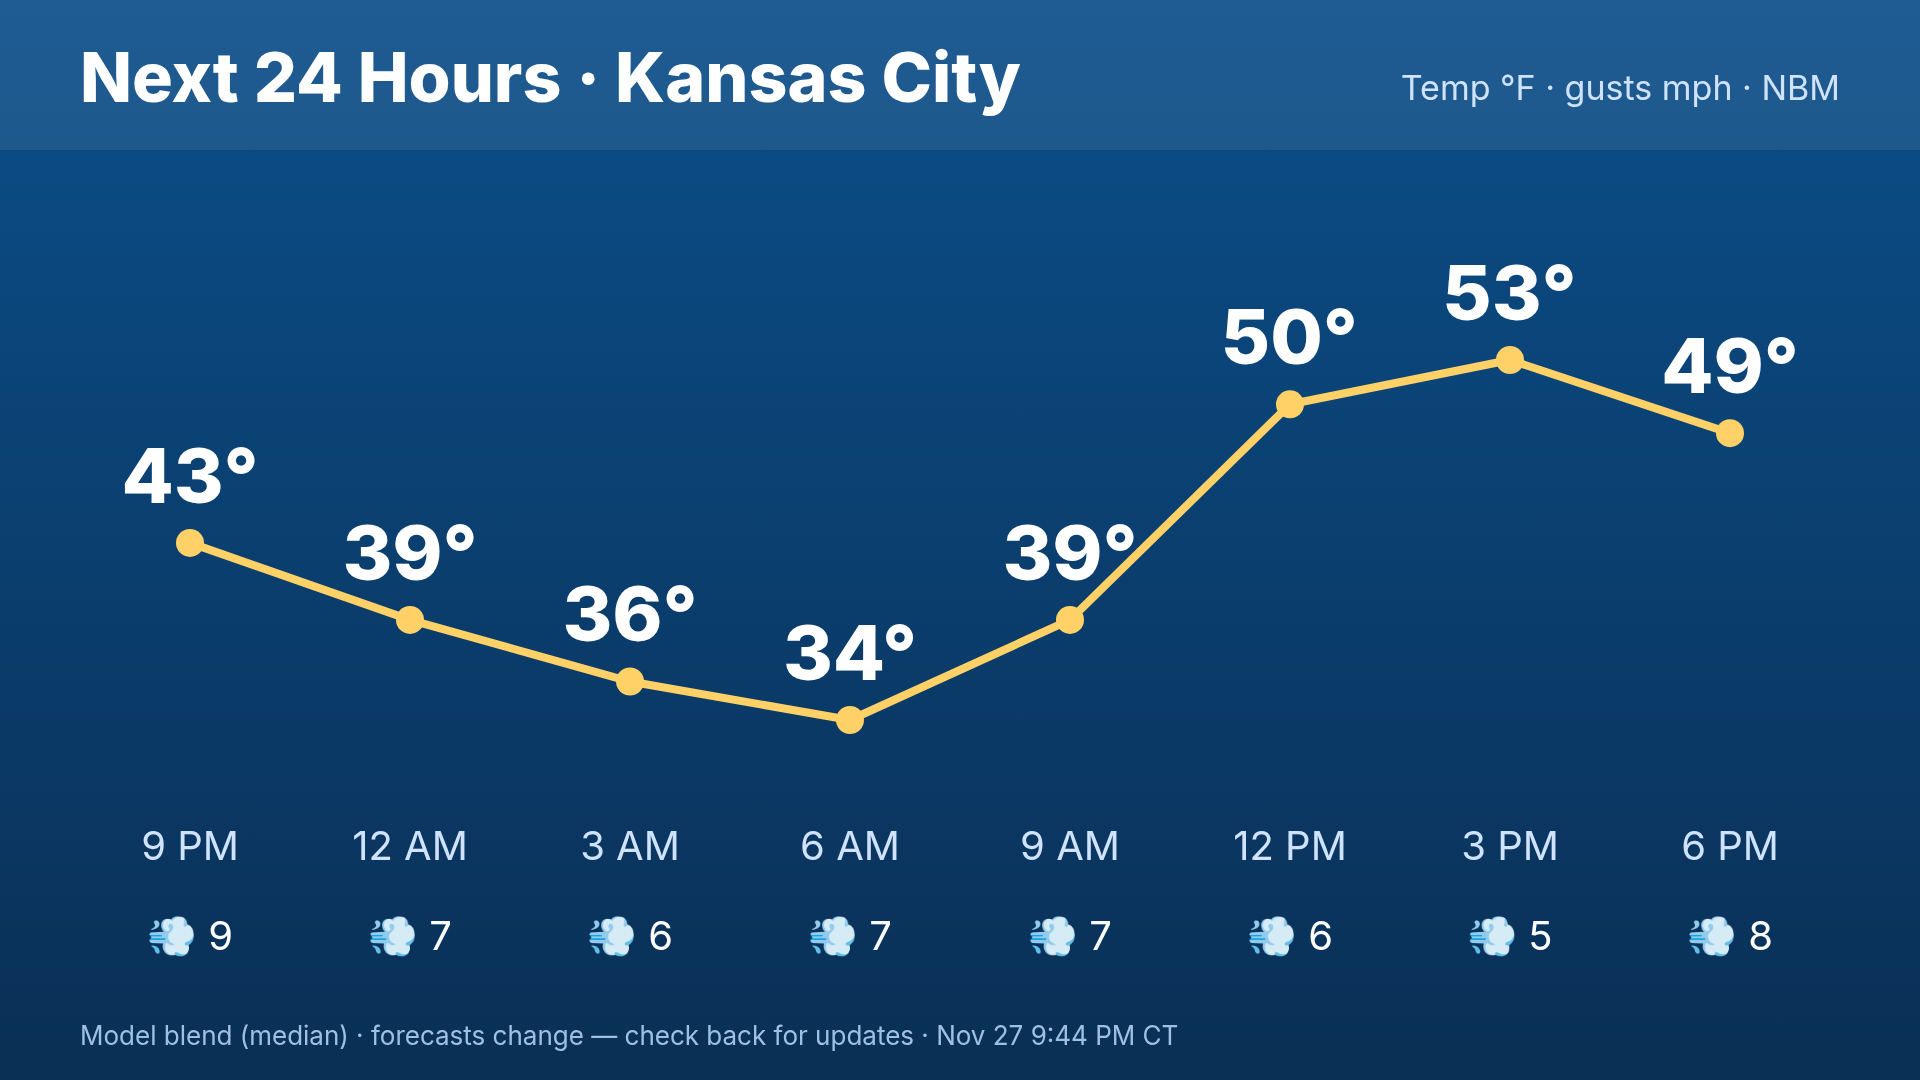 Next 24 Hours · Kansas City
Temp °F · gusts mph · NBM
43° 39° 36° 34° 39° 50° 53° 49°
9 PM 12 AM 3 AM 6 AM 9 AM 12 PM 3 PM 6 PM
💨 9 💨 7 💨 6 💨 7 💨 7 💨 6 💨 5 💨 8
Model blend (median) · forecasts change — check back for updates · Nov 27 9:44 PM CT